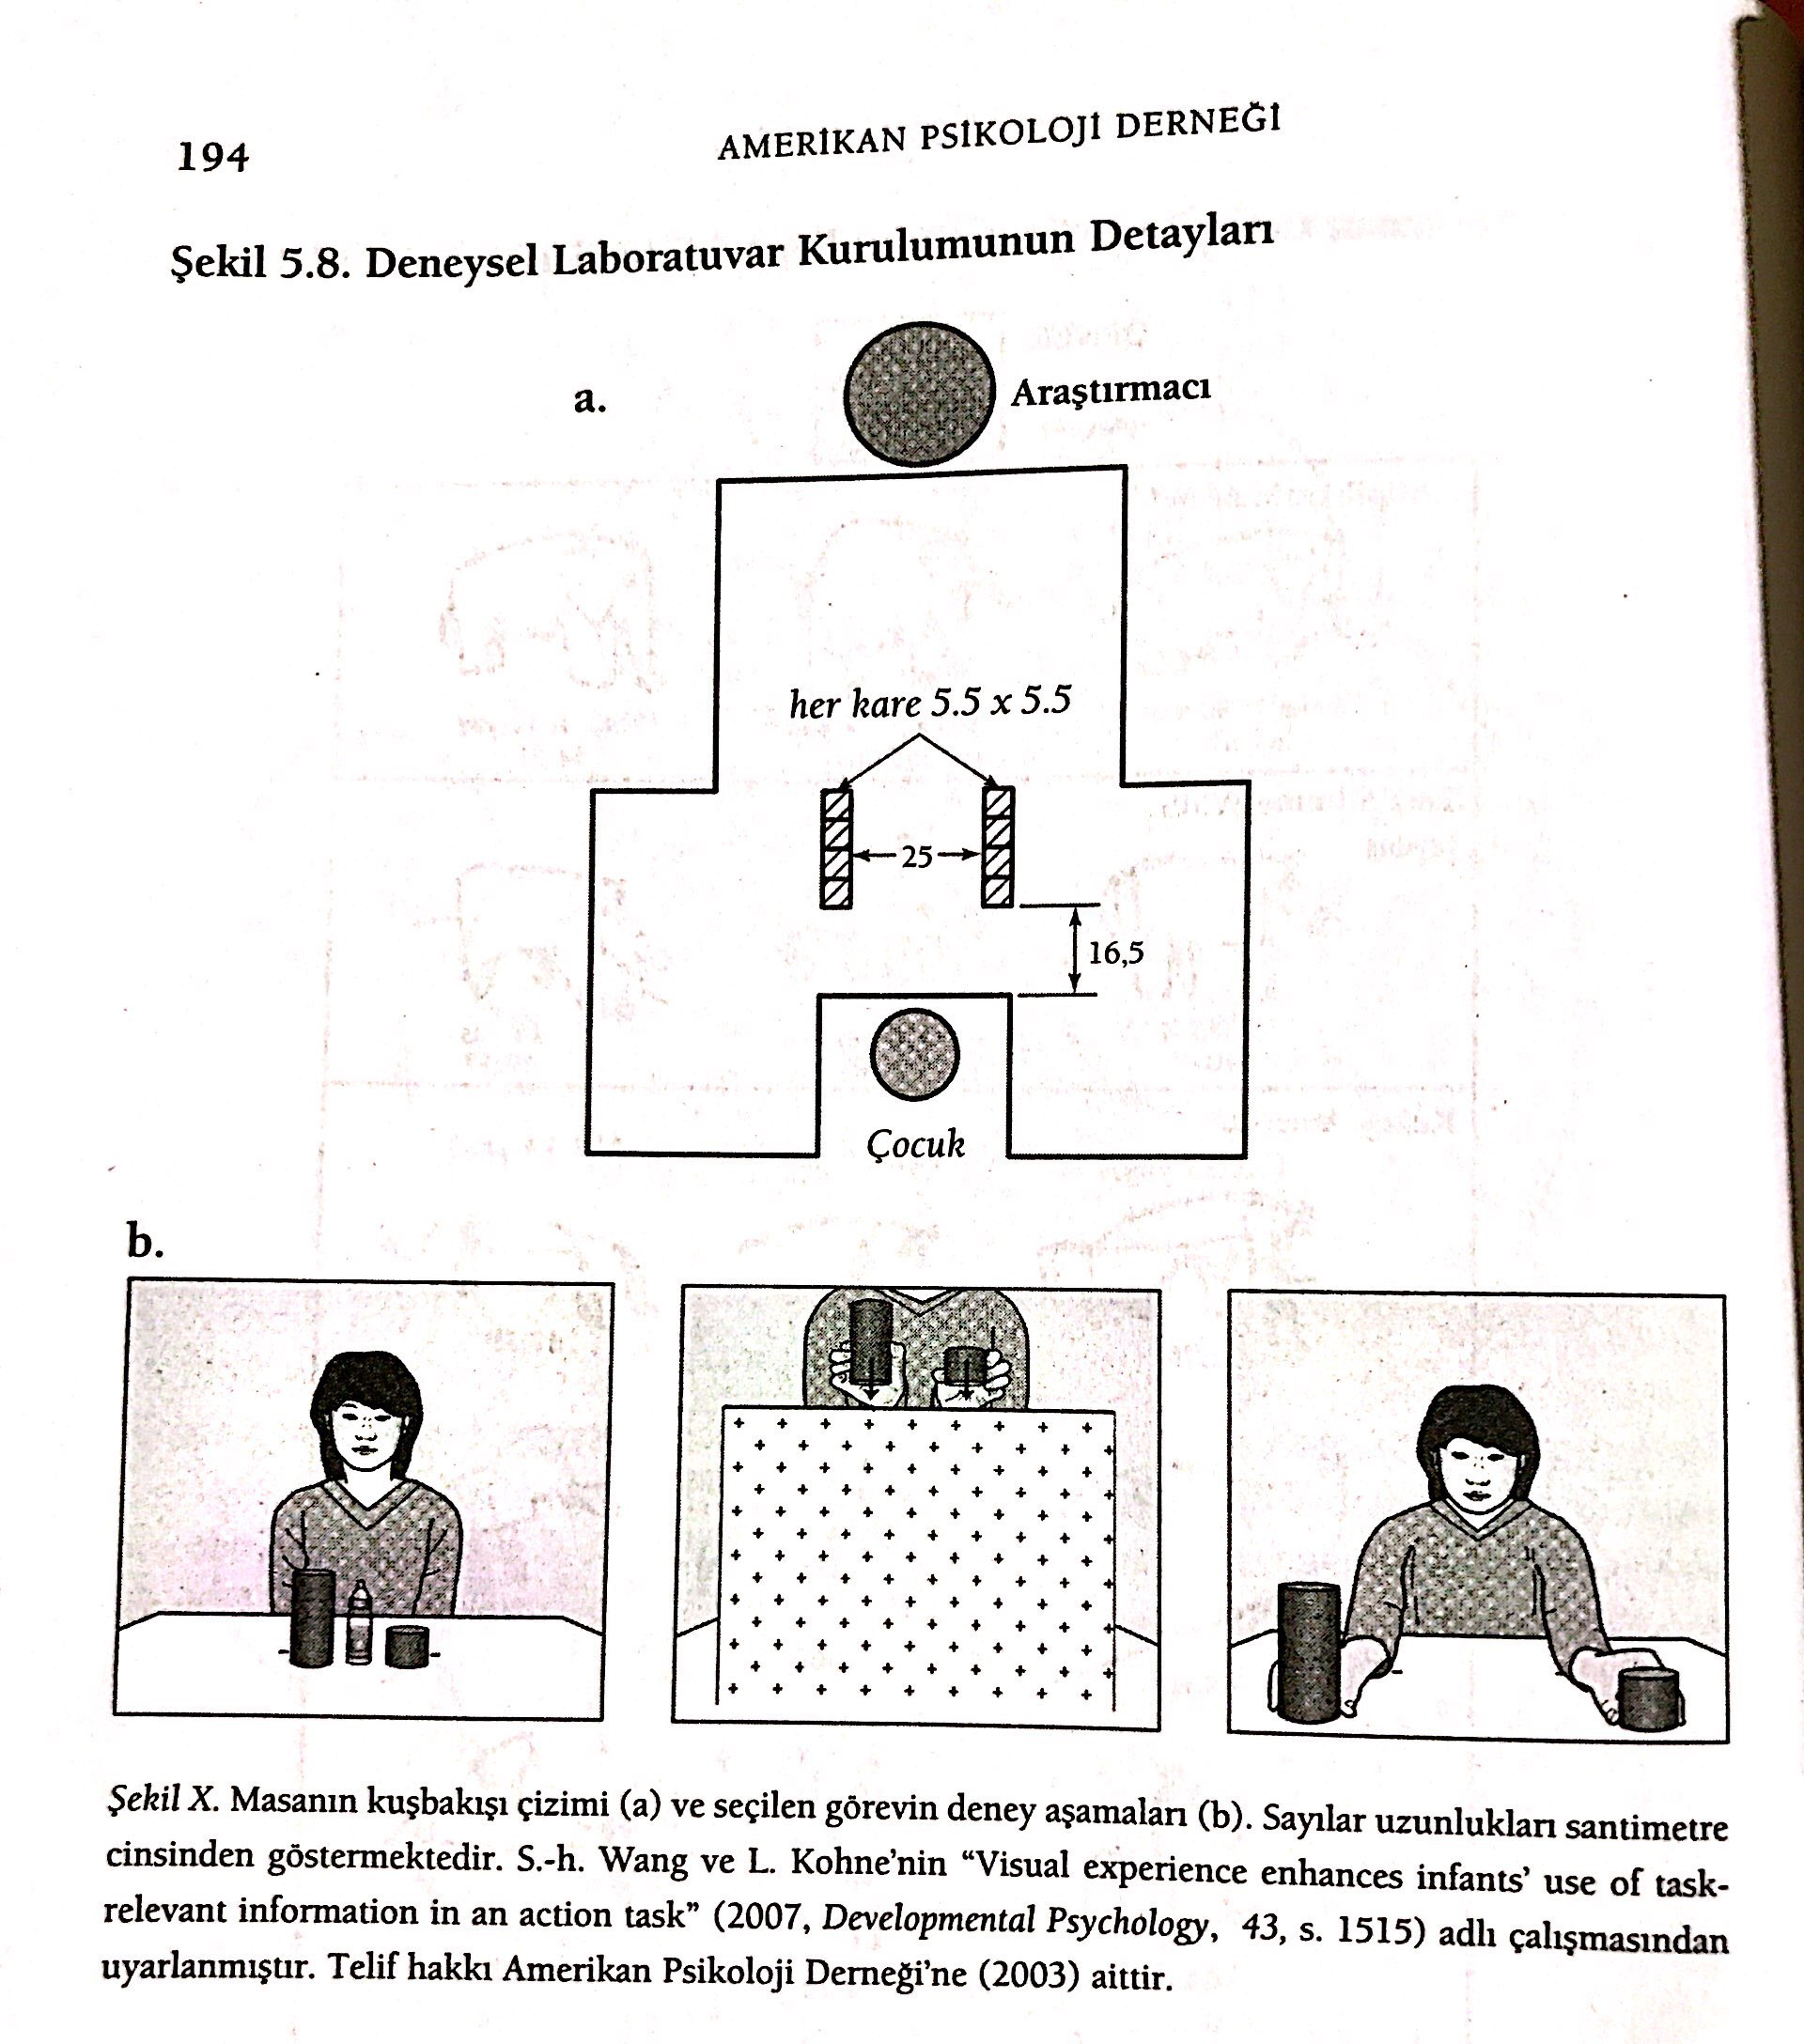 194
AMERİKAN PSİKOLOJİ DERNEĞİ
Şekil 5.8. Deneysel Laboratuvar Kurulumunun Detayları
a.
Araştırmacı
her kare 5.5 x 5.5
25
16,5
Çocuk
b.
Şekil X. Masanın kuşbakışı çizimi (a) ve seçilen görevin deney aşamaları (b). Sayılar uzunlukları santimetre
cinsinden göstermektedir. S.-h. Wang ve L. Kohne’nin “Visual experience enhances infants’ use of task-
relevant information in an action task” (2007, Developmental Psychology, 43, s. 1515) adlı çalışmasından
uyarlanmıştır. Telif hakkı Amerikan Psikoloji Derneği’ne (2003) aittir.